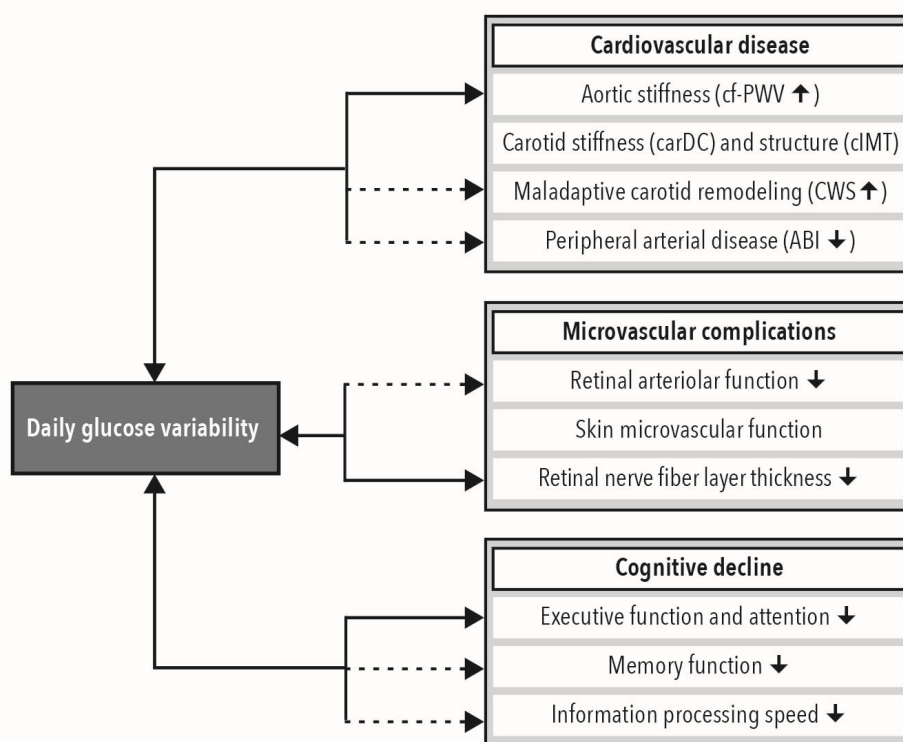 Cardiovascular disease
Aortic stiffness (cf-PWV ↑)
Carotid stiffness (carDC) and structure (cIMT)
Maladaptive carotid remodeling (CWS ↑)
Peripheral arterial disease (ABI ↓)
Microvascular complications
Retinal arteriolar function ↓
Daily glucose variability
Skin microvascular function
Retinal nerve fiber layer thickness ↓
Cognitive decline
Executive function and attention ↓
Memory function ↓
Information processing speed ↓